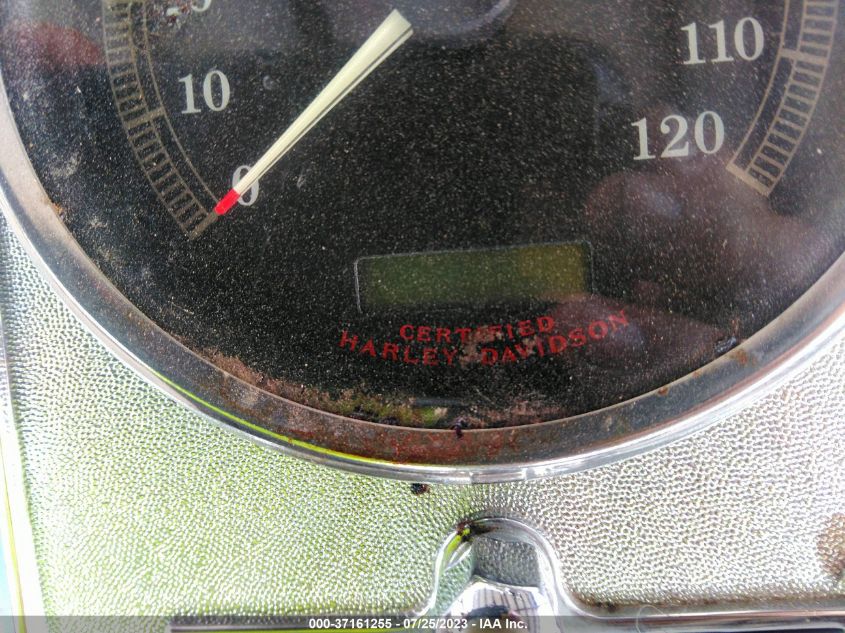 110
10
120
0
CERTIFIED
HARLEY-DAVIDSON
000-37161255 - 07/25/2023 - IAA Inc.